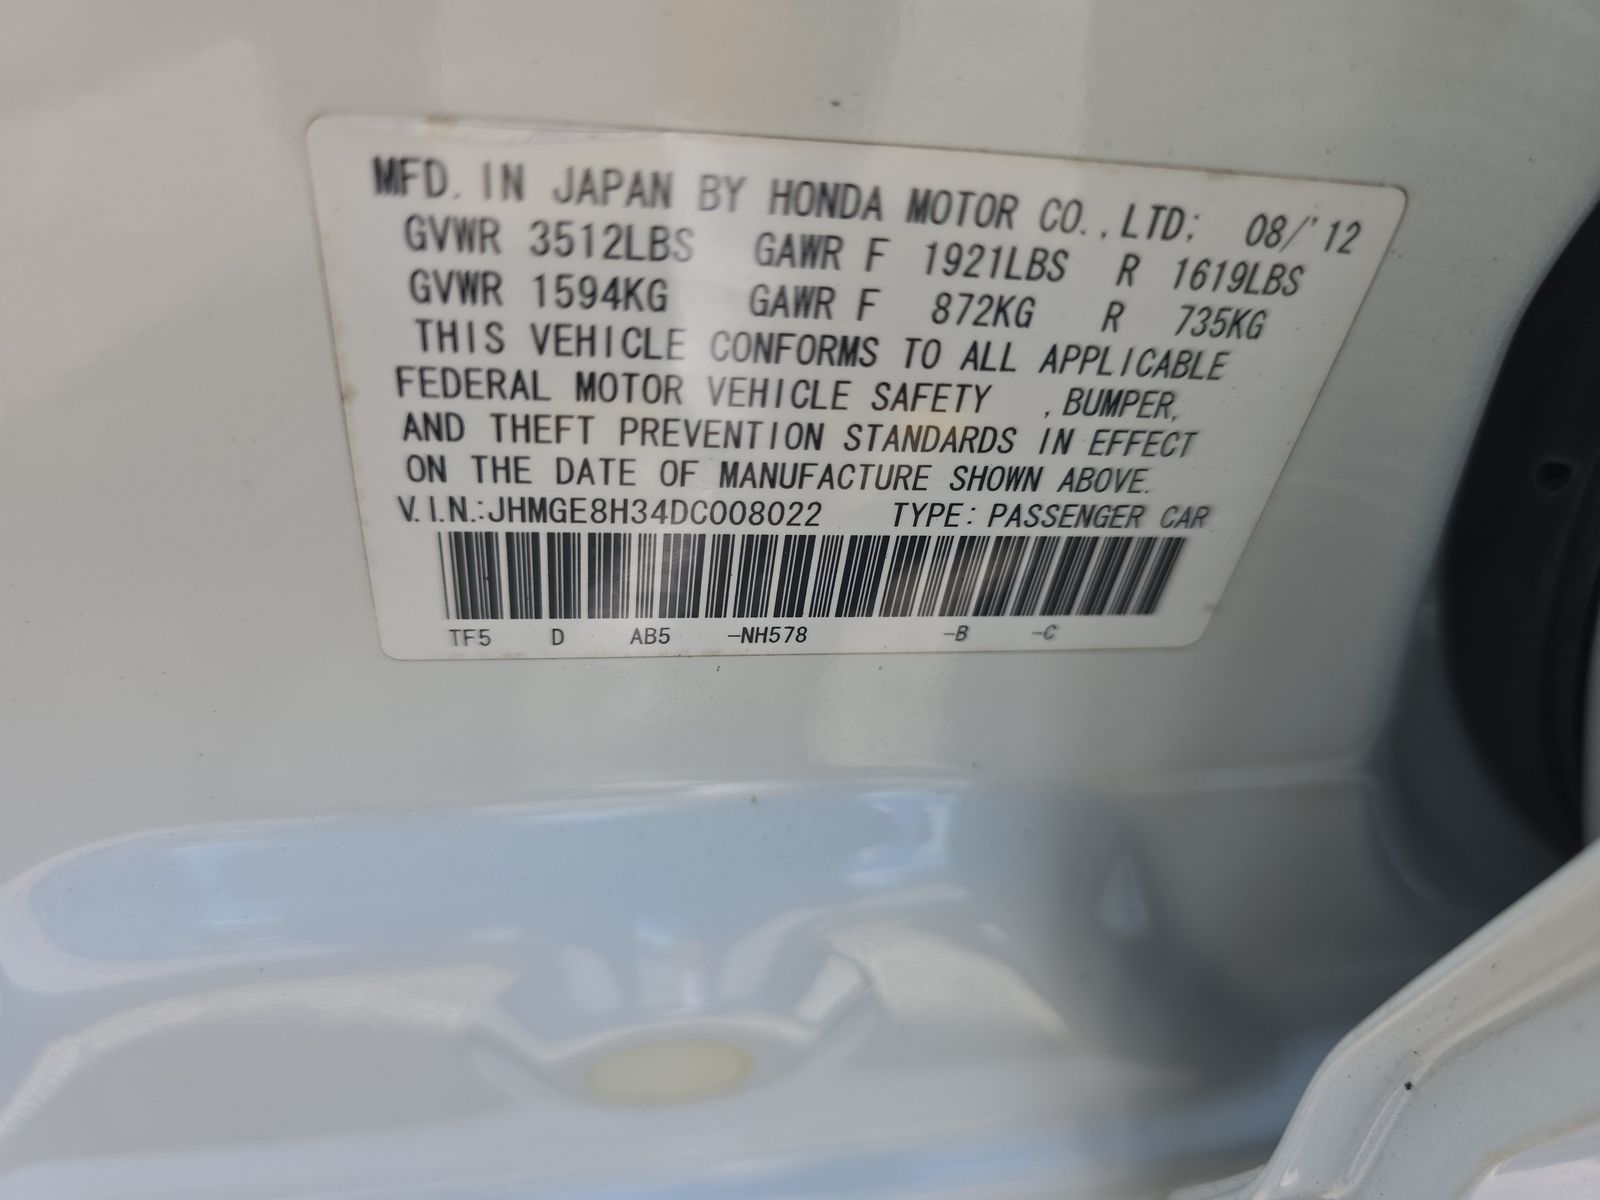 MFD. IN JAPAN BY HONDA MOTOR CO.,LTD; 08/'12
GVWR 3512LBS GAWR F 1921LBS R 1619LBS
GVWR 1594KG GAWR F 872KG R 735KG
THIS VEHICLE CONFORMS TO ALL APPLICABLE
FEDERAL MOTOR VEHICLE SAFETY , BUMPER,
AND THEFT PREVENTION STANDARDS IN EFFECT
ON THE DATE OF MANUFACTURE SHOWN ABOVE.
V.I.N.:JHMGE8H34DC008022 TYPE: PASSENGER CAR
TF5 D AB5 -NH578 -B -C